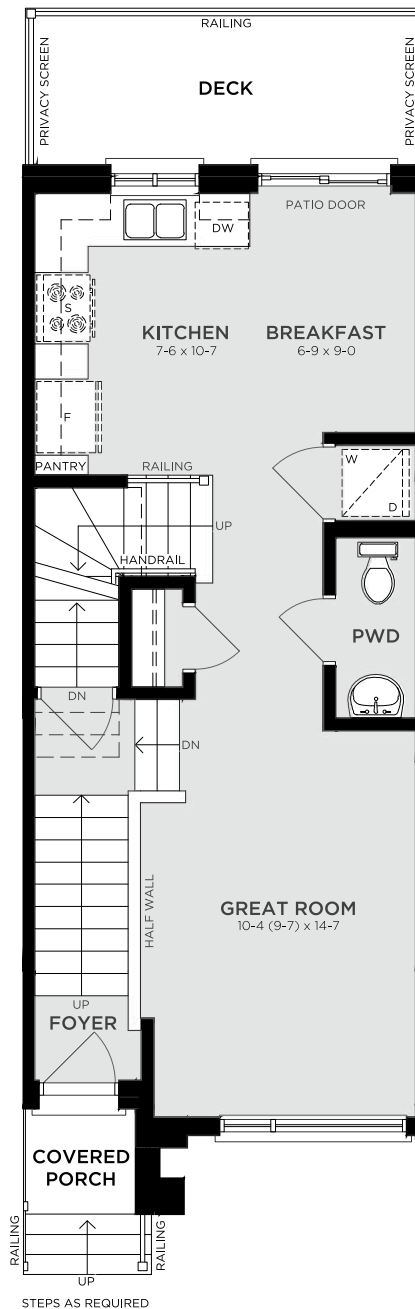 RAILING
PRIVACY SCREEN
PRIVACY SCREEN
DECK
PATIO DOOR
DW
S
KITCHEN
7-6 x 10-7
BREAKFAST
6-9 x 9-0
F
PANTRY
RAILING
W
D
UP
HANDRAIL
PWD
DN
DN
HALF WALL
GREAT ROOM
10-4 (9-7) x 14-7
UP
FOYER
COVERED
PORCH
RAILING
RAILING
UP
STEPS AS REQUIRED